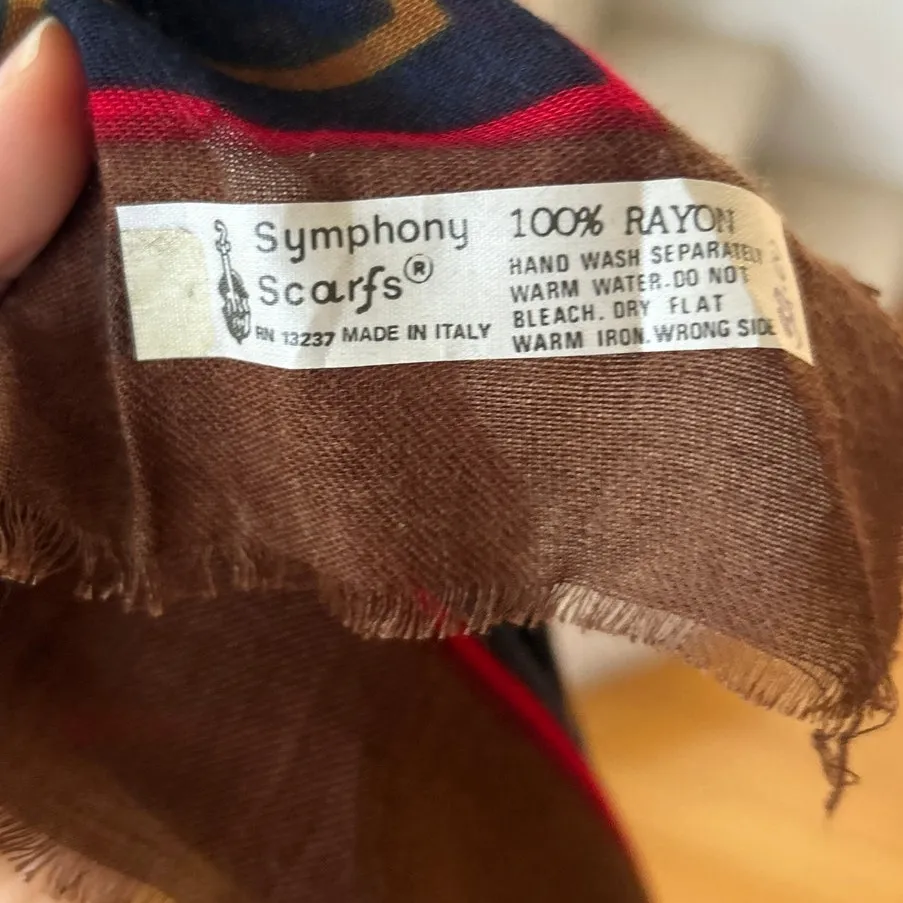 Symphony
Scarfs®
RN 13237 MADE IN ITALY
100% RAYON
HAND WASH SEPARATELY
WARM WATER.DO NOT
BLEACH. DRY FLAT
WARM IRON.WRONG SIDE